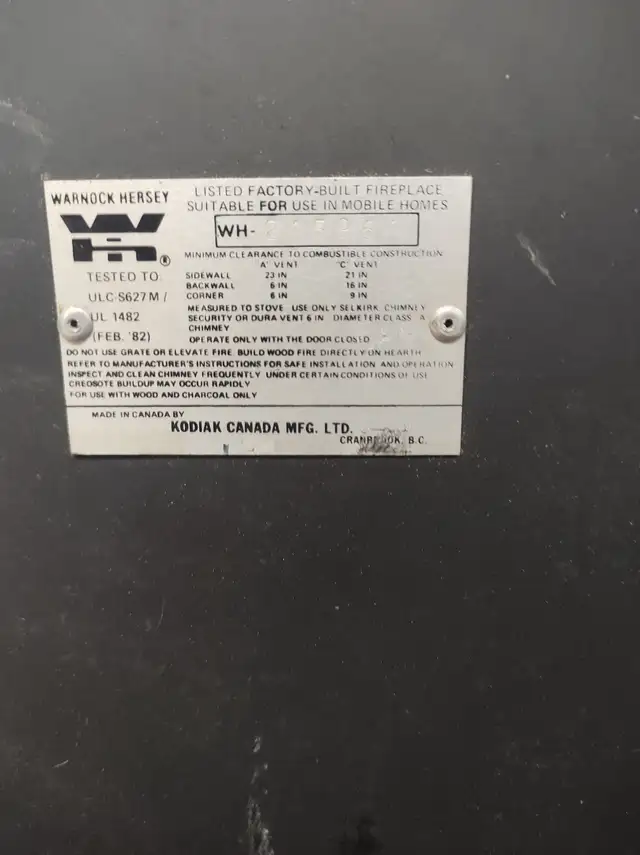 WARNOCK HERSEY
WH
®
TESTED TO:
ULC-S627M /
UL 1482
(FEB. '82)
LISTED FACTORY-BUILT FIREPLACE
SUITABLE FOR USE IN MOBILE HOMES
WH-
MINIMUM CLEARANCE TO COMBUSTIBLE CONSTRUCTION
'A' VENT 'C' VENT
SIDEWALL 23 IN 21 IN
BACKWALL 6 IN 16 IN
CORNER 6 IN 9 IN
MEASURED TO STOVE USE ONLY SELKIRK CHIMNEY
SECURITY OR DURA VENT 6 IN DIAMETER CLASS A
CHIMNEY
OPERATE ONLY WITH THE DOOR CLOSED
DO NOT USE GRATE OR ELEVATE FIRE. BUILD WOOD FIRE DIRECTLY ON HEARTH
REFER TO MANUFACTURER'S INSTRUCTIONS FOR SAFE INSTALLATION AND OPERATION
INSPECT AND CLEAN CHIMNEY FREQUENTLY UNDER CERTAIN CONDITIONS OF USE
CREOSOTE BUILDUP MAY OCCUR RAPIDLY
FOR USE WITH WOOD AND CHARCOAL ONLY
MADE IN CANADA BY
KODIAK CANADA MFG. LTD.
CRANBROOK, B.C.